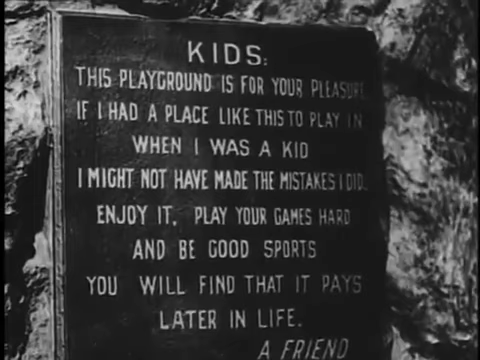 KIDS:
THIS PLAYGROUND IS FOR YOUR PLEASURE
IF I HAD A PLACE LIKE THIS TO PLAY IN
WHEN I WAS A KID
I MIGHT NOT HAVE MADE THE MISTAKES I DID.
ENJOY IT, PLAY YOUR GAMES HARD
AND BE GOOD SPORTS
YOU WILL FIND THAT IT PAYS
LATER IN LIFE.
A FRIEND